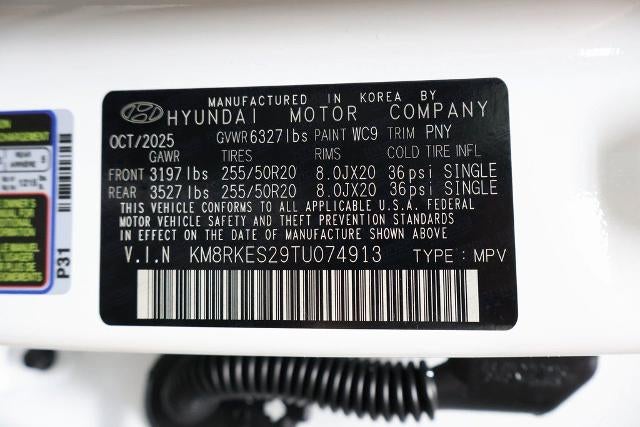 MANUFACTURED IN KOREA BY
HYUNDAI MOTOR COMPANY
OCT/2025 GVWR 6327lbs PAINT WC9 TRIM PNY
GAWR TIRES RIMS COLD TIRE INFL
FRONT 3197lbs 255/50R20 8.0JX20 36psi SINGLE
REAR 3527lbs 255/50R20 8.0JX20 36psi SINGLE
THIS VEHICLE CONFORMS TO ALL APPLICABLE U.S.A. FEDERAL
MOTOR VEHICLE SAFETY AND THEFT PREVENTION STANDARDS
IN EFFECT ON THE DATE OF MANUFACTURE SHOWN ABOVE
V.I.N KM8RKES29TU074913 TYPE : MPV
P31